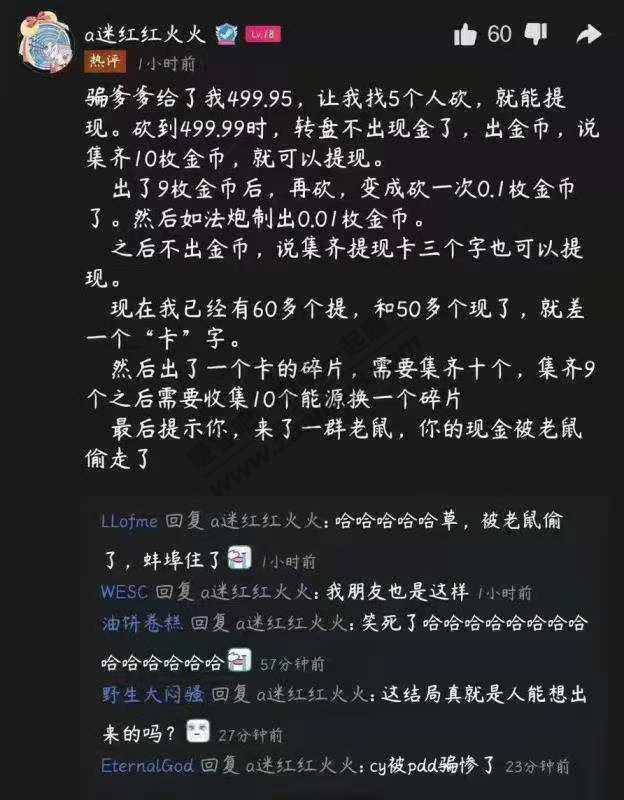 a迷红红火火 Lv.18 60
热评 1小时前
骗爹爹给了我499.95，让我找5个人砍，就能提
现。砍到499.99时，转盘不出现金了，出金币，说
集齐10枚金币，就可以提现。
出了9枚金币后，再砍，变成砍一次0.1枚金币
了。然后如法炮制出0.01枚金币。
之后不出金币，说集齐提现卡三个字也可以提
现。
现在我已经有60多个提，和50多个现了，就差
一个“卡”字。
然后出了一个卡的碎片，需要集齐十个，集齐9
个之后需要收集10个能源换一个碎片
最后提示你，来了一群老鼠，你的现金被老鼠
偷走了
LLofme 回复 a迷红红火火：哈哈哈哈哈草，被老鼠偷
了，蚌埠住了 1小时前
WESC 回复 a迷红红火火：我朋友也是这样 1小时前
油饼卷糕 回复 a迷红红火火：笑死了哈哈哈哈哈哈哈哈
哈哈哈哈哈哈 57分钟前
野生大闷骚 回复 a迷红红火火：这结局真就是人能想出
来的吗？ 27分钟前
EternalGod 回复 a迷红红火火：cy被pdd骗惨了 23分钟前